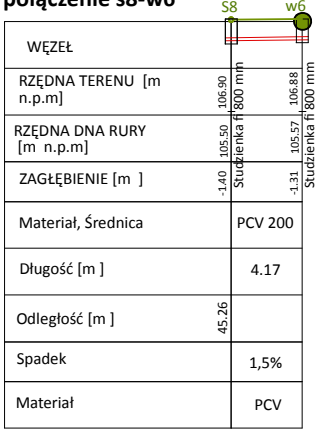 połączenie s8-w6
S8
w6
WĘZEŁ
RZĘDNA TERENU [m
n.p.m]
106.90
106.88
RZĘDNA DNA RURY
[m n.p.m]
105.50
105.57
ZAGŁĘBIENIE [m ]
-1.40
-1.31
Studzienka fi 800 mm
Studzienka fi 800 mm
Materiał, Średnica
PCV 200
Długość [m ]
4.17
Odległość [m ]
45.26
Spadek
1,5%
Materiał
PCV